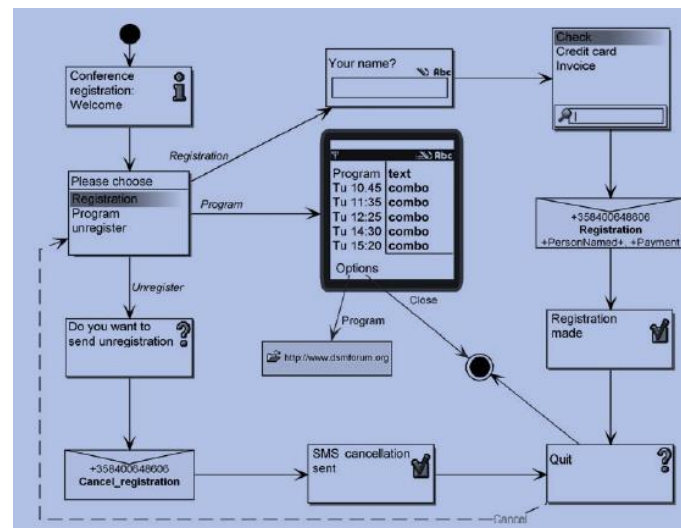 Conference
registration:
Welcome
Your name?
Abc
Check
Credit card
Invoice
Registration
Please choose
Registration
Program
unregister
Program
Abc
Program text
Tu 10.45 combo
Tu 11:35 combo
Tu 12:25 combo
Tu 14:30 combo
Tu 15:20 combo
Options
+358400648606
Registration
+PersonNamed+, +Payment
Unregister
Close
Program
Do you want to
send unregistration
?
http://www.dsmforum.org
Registration
made
+358400648606
Cancel_registration
SMS cancellation
sent
Quit
?
Cancel